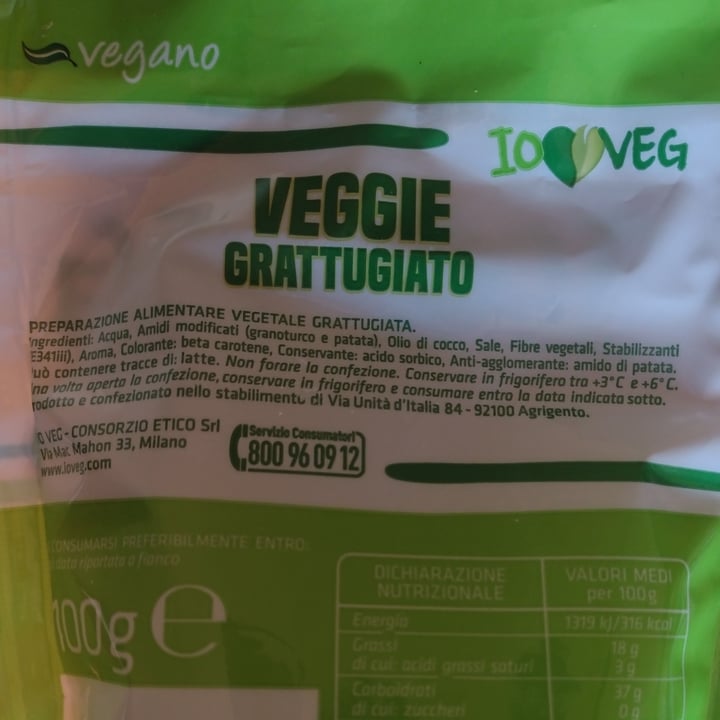 vegano
IO VEG
VEGGIE
GRATTUGIATO
PREPARAZIONE ALIMENTARE VEGETALE GRATTUGIATA.
Ingredienti: Acqua, Amidi modificati (granoturco e patata), Olio di cocco, Sale, Fibre vegetali, Stabilizzanti
(E341iii), Aroma, Colorante: beta carotene, Conservante: acido sorbico, Anti-agglomerante: amido di patata.
Può contenere tracce di: latte. Non forare la confezione. Conservare in frigorifero tra +3°C e +6°C.
Una volta aperta la confezione, conservare in frigorifero e consumare entro la data indicata sotto.
Prodotto e confezionato nello stabilimento di Via Unità d'Italia 84 - 92100 Agrigento.
IO VEG - CONSORZIO ETICO Srl
Via Mac Mahon 33, Milano
www.ioveg.com
Servizio Consumatori
800 96 09 12
CONSUMARSI PREFERIBILMENTE ENTRO:
data riportata a fianco
100g e
DICHIARAZIONE NUTRIZIONALE
VALORI MEDI per 100g
Energia 1319 kJ/316 kcal
Grassi 18 g
di cui: acidi grassi saturi 3 g
Carboidrati 37 g
di cui: zuccheri 0 g